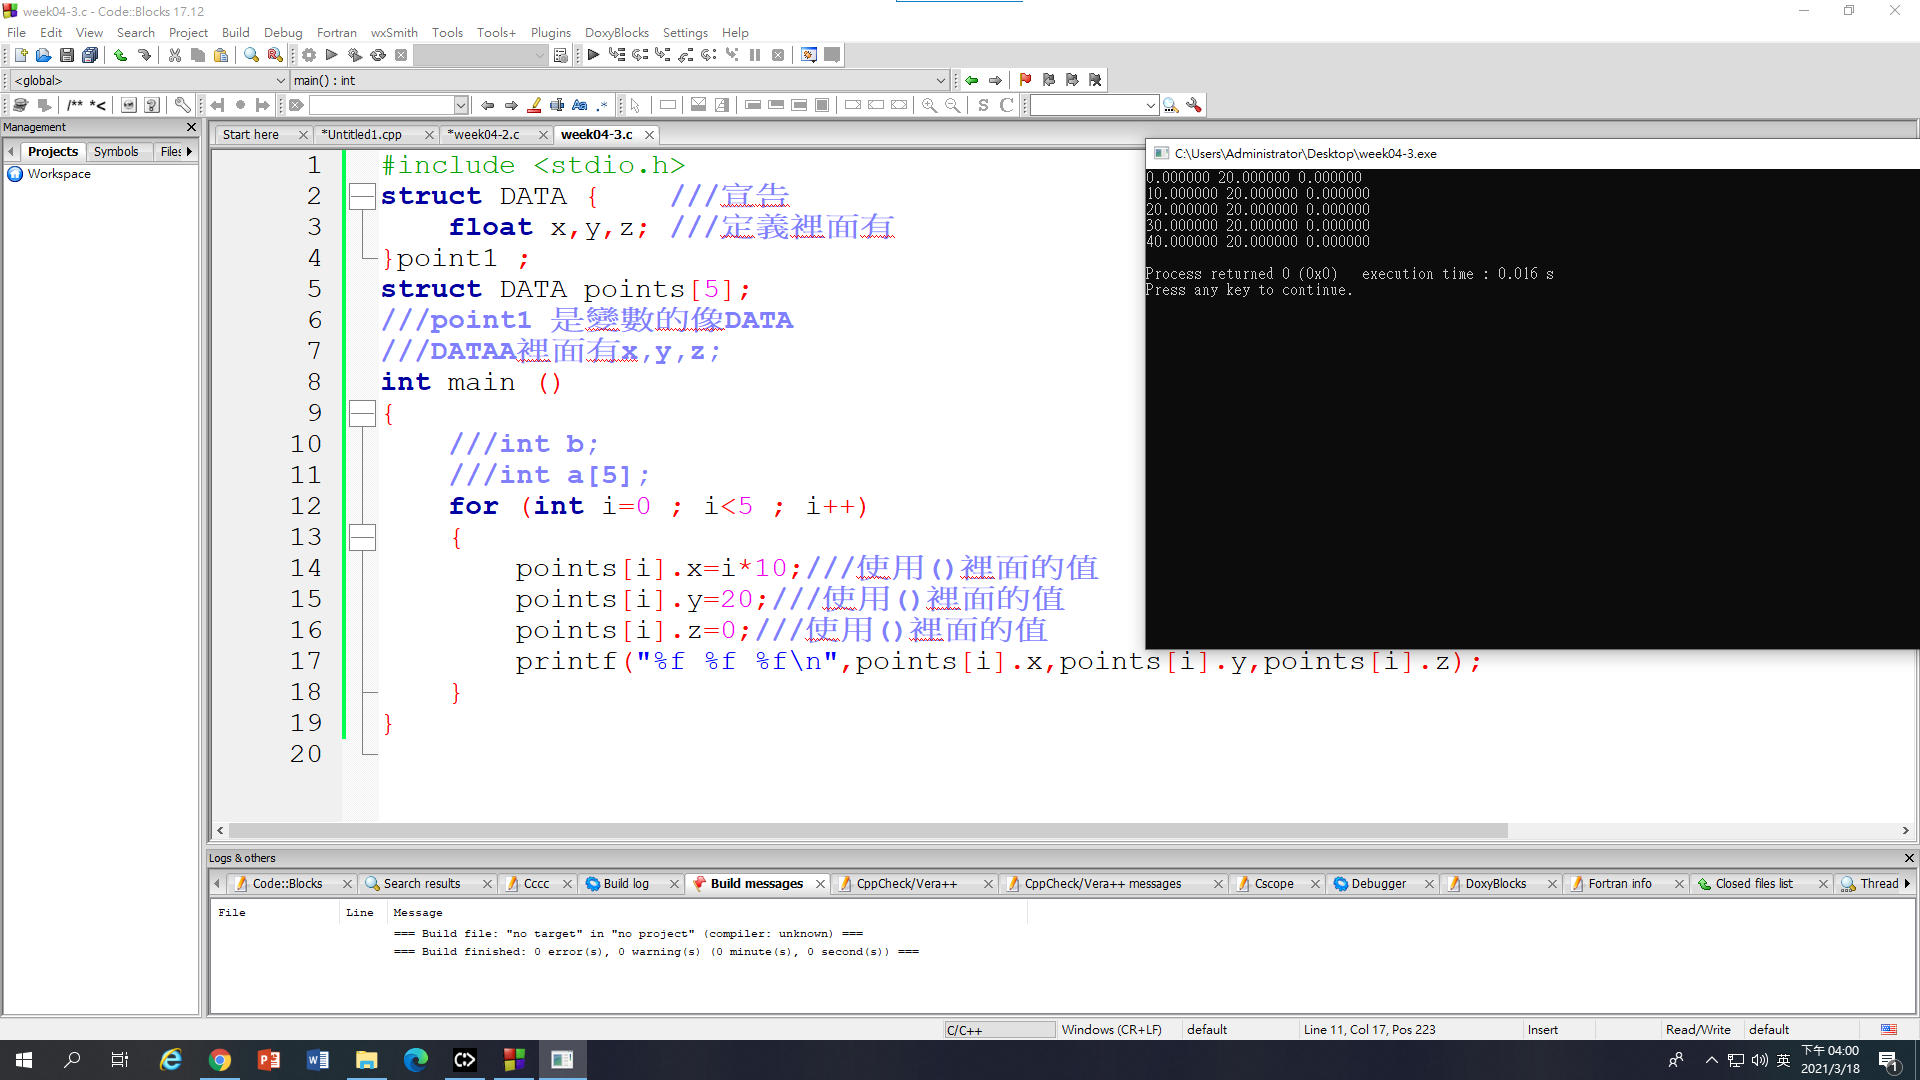 week04-3.c - Code::Blocks 17.12
File Edit View Search Project Build Debug Fortran wxSmith Tools Tools+ Plugins DoxyBlocks Settings Help
<global> main() : int
/** *<
S C
Management
Projects Symbols Files
Workspace
Start here *Untitled1.cpp *week04-2.c week04-3.c
1 #include <stdio.h>
2 struct DATA { ///宣告
3 float x,y,z; ///定義裡面有
4 }point1 ;
5 struct DATA points[5];
6 ///point1 是變數的像DATA
7 ///DATAA裡面有x,y,z;
8 int main ()
9 {
10 ///int b;
11 ///int a[5];
12 for (int i=0 ; i<5 ; i++)
13 {
14 points[i].x=i*10;///使用()裡面的值
15 points[i].y=20;///使用()裡面的值
16 points[i].z=0;///使用()裡面的值
17 printf("%f %f %f\n",points[i].x,points[i].y,points[i].z);
18 }
19 }
20
C:\Users\Administrator\Desktop\week04-3.exe
0.000000 20.000000 0.000000
10.000000 20.000000 0.000000
20.000000 20.000000 0.000000
30.000000 20.000000 0.000000
40.000000 20.000000 0.000000
Process returned 0 (0x0) execution time : 0.016 s
Press any key to continue.
Logs & others
Code::Blocks Search results Cccc Build log Build messages CppCheck/Vera++ CppCheck/Vera++ messages Cscope Debugger DoxyBlocks Fortran info Closed files list Thread
File Line Message
=== Build file: "no target" in "no project" (compiler: unknown) ===
=== Build finished: 0 error(s), 0 warning(s) (0 minute(s), 0 second(s)) ===
C/C++ Windows (CR+LF) default Line 11, Col 17, Pos 223 Insert Read/Write default
英 下午 04:00
2021/3/18 1